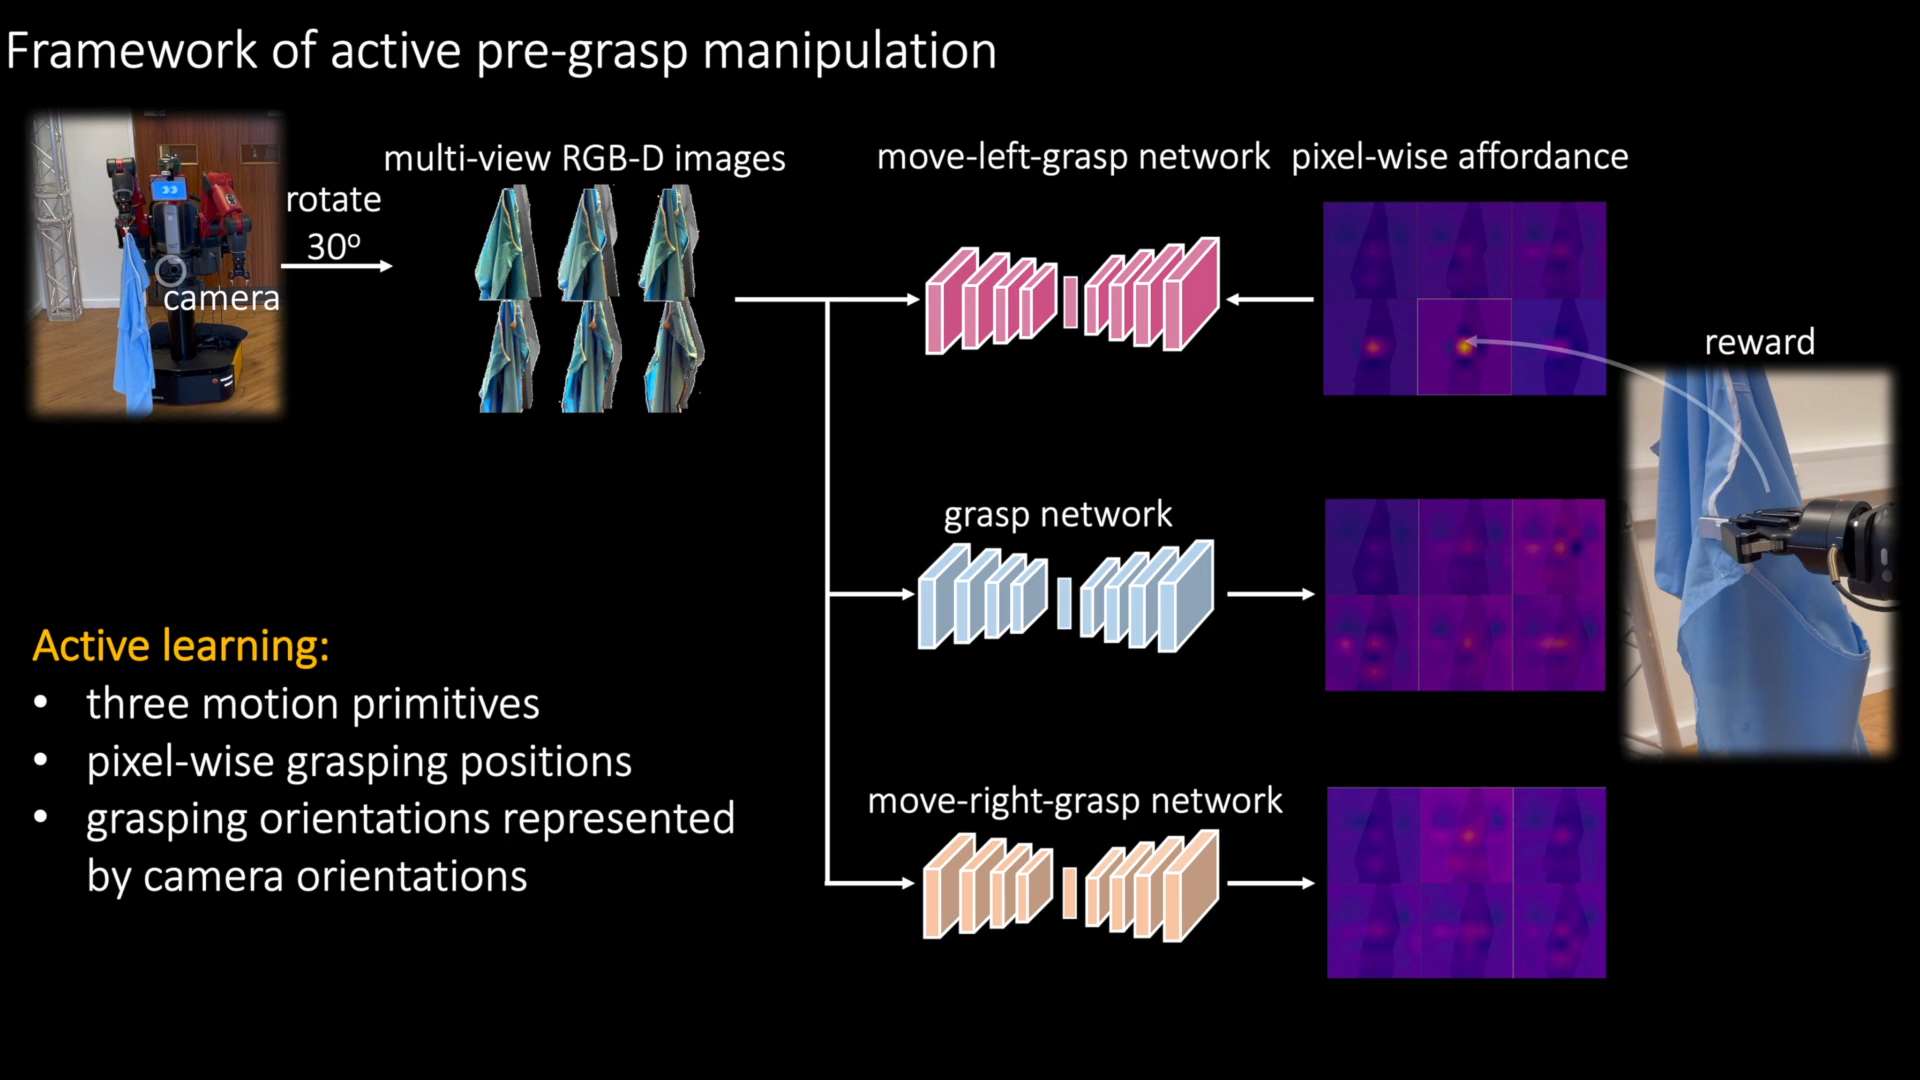 Framework of active pre-grasp manipulation
multi-view RGB-D images
move-left-grasp network
pixel-wise affordance
rotate
30º
camera
reward
grasp network
Active learning:
• three motion primitives
• pixel-wise grasping positions
• grasping orientations represented
by camera orientations
move-right-grasp network